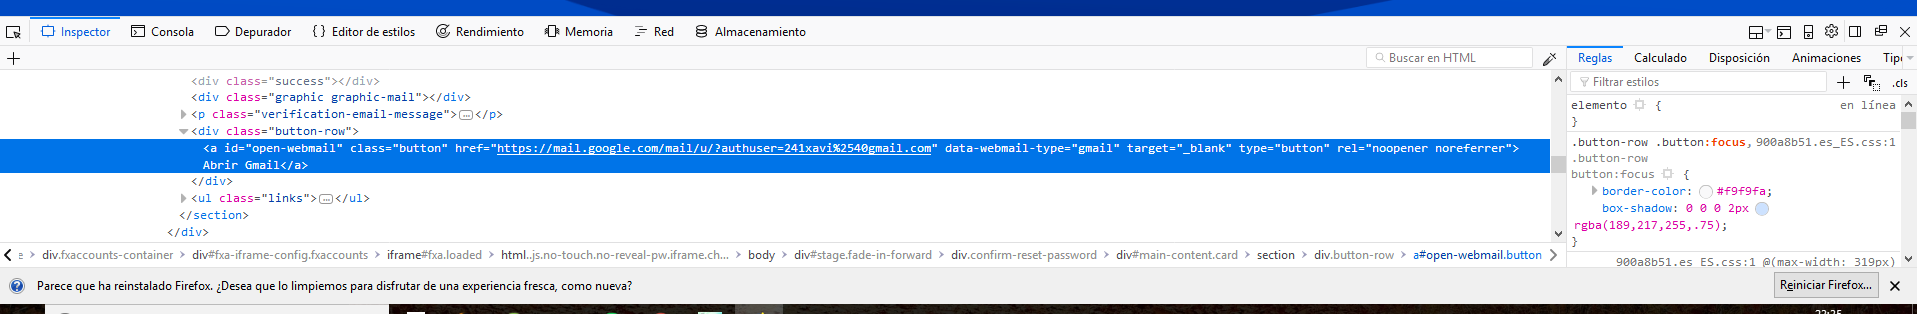 Inspector Consola Depurador { } Editor de estilos Rendimiento Memoria Red Almacenamiento
+ Buscar en HTML
Reglas Calculado Disposición Animaciones
Filtrar estilos + .cls
<div class="success"></div>
<div class="graphic graphic-mail"></div>
<p class="verification-email-message">…</p>
<div class="button-row">
<a id="open-webmail" class="button" href="https://mail.google.com/mail/u/?authuser=241xavi%2540gmail.com" data-webmail-type="gmail" target="_blank" type="button" rel="noopener noreferrer">
Abrir Gmail</a>
</div>
<ul class="links">…</ul>
</section>
</div>
elemento { en línea
}
.button-row .button:focus, 900a8b51.es_ES.css:1
.button-row
button:focus {
border-color: #f9f9fa;
box-shadow: 0 0 0 2px
rgba(189,217,255,.75);
}
900a8b51.es_ES.css:1 @(max-width: 319px)
e div.fxaccounts-container div#fxa-iframe-config.fxaccounts iframe#fxa.loaded html..js.no-touch.no-reveal-pw.iframe.ch... body div#stage.fade-in-forward div.confirm-reset-password div#main-content.card section div.button-row a#open-webmail.button
Parece que ha reinstalado Firefox. ¿Desea que lo limpiemos para disfrutar de una experiencia fresca, como nueva? Reiniciar Firefox...